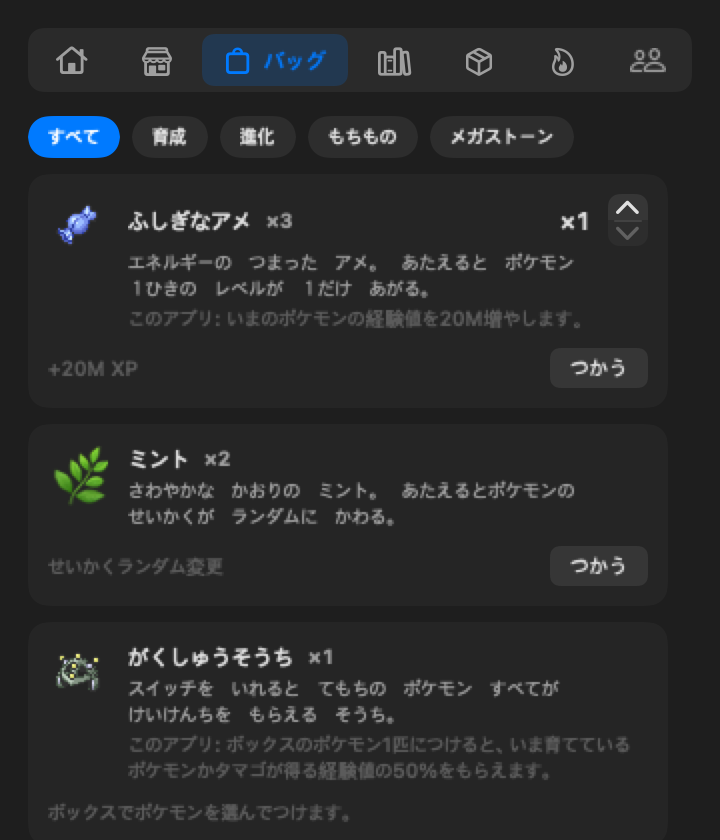 バッグ
すべて 育成 進化 もちもの メガストーン
ふしぎなアメ ×3 ×1
エネルギーの つまった アメ。 あたえると ポケモン
1ぴきの レベルが 1だけ あがる。
このアプリ: いまのポケモンの経験値を20M増やします。
+20M XP つかう
ミント ×2
さわやかな かおりの ミント。 あたえるとポケモンの
せいかくが ランダムに かわる。
せいかくランダム変更 つかう
がくしゅうそうち ×1
スイッチを いれると てもちの ポケモン すべてが
けいけんちを もらえる そうち。
このアプリ: ボックスのポケモン1匹につけると、いま育てている
ポケモンかタマゴが得る経験値の50%をもらえます。
ボックスでポケモンを選んでつけます。